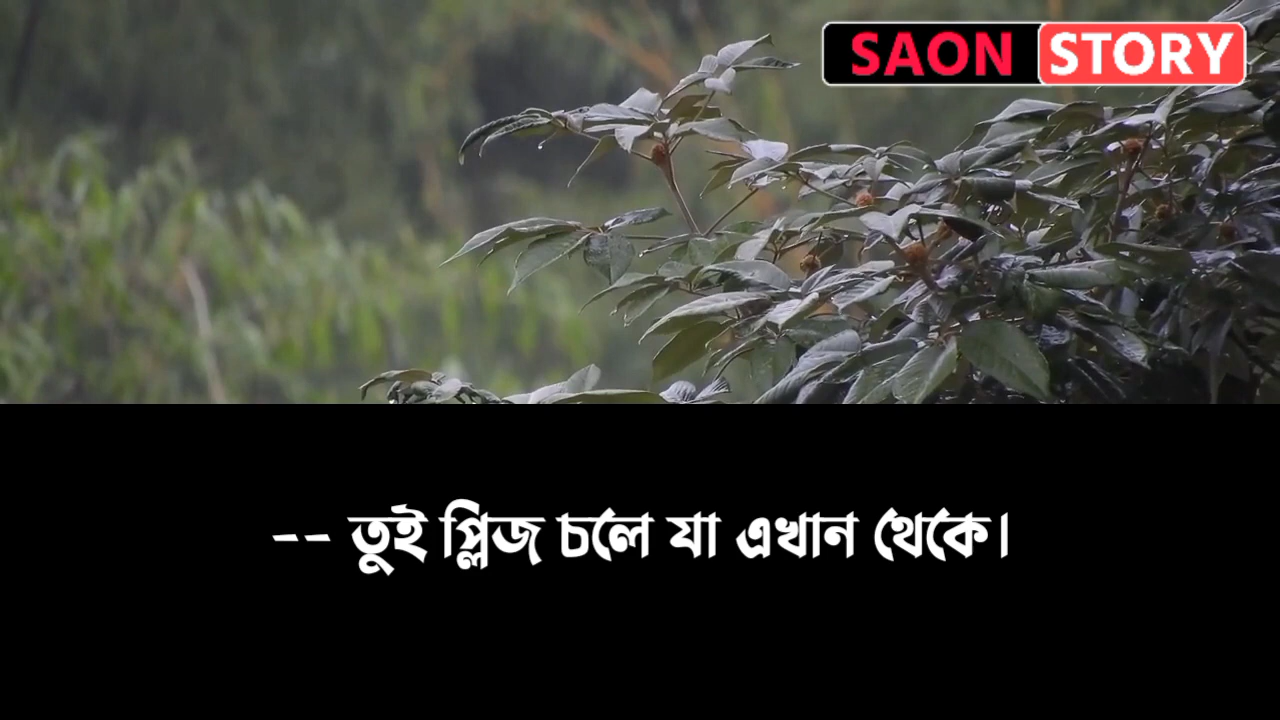 SAON STORY
-- তুই প্লিজ চলে যা এখান থেকে।